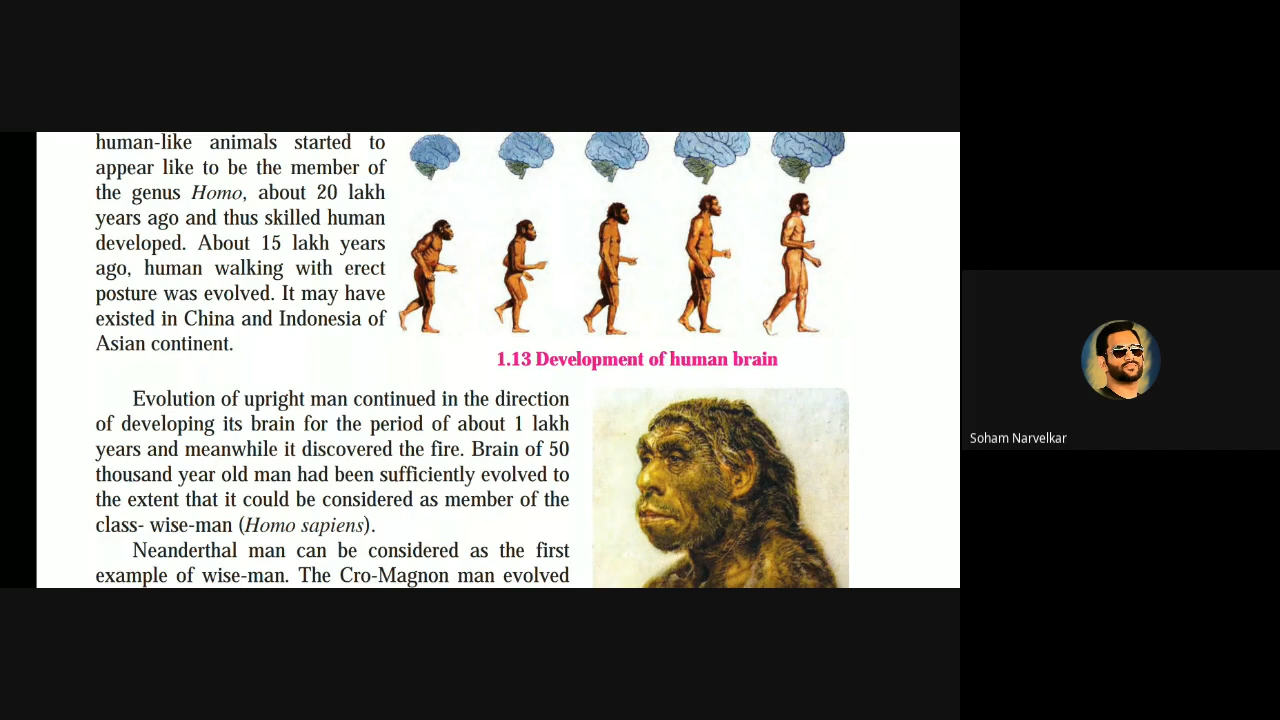 human-like animals started to
appear like to be the member of
the genus Homo, about 20 lakh
years ago and thus skilled human
developed. About 15 lakh years
ago, human walking with erect
posture was evolved. It may have
existed in China and Indonesia of
Asian continent.
1.13 Development of human brain
Evolution of upright man continued in the direction
of developing its brain for the period of about 1 lakh
years and meanwhile it discovered the fire. Brain of 50
thousand year old man had been sufficiently evolved to
the extent that it could be considered as member of the
class- wise-man (Homo sapiens).
Neanderthal man can be considered as the first
example of wise-man. The Cro-Magnon man evolved
Soham Narvelkar